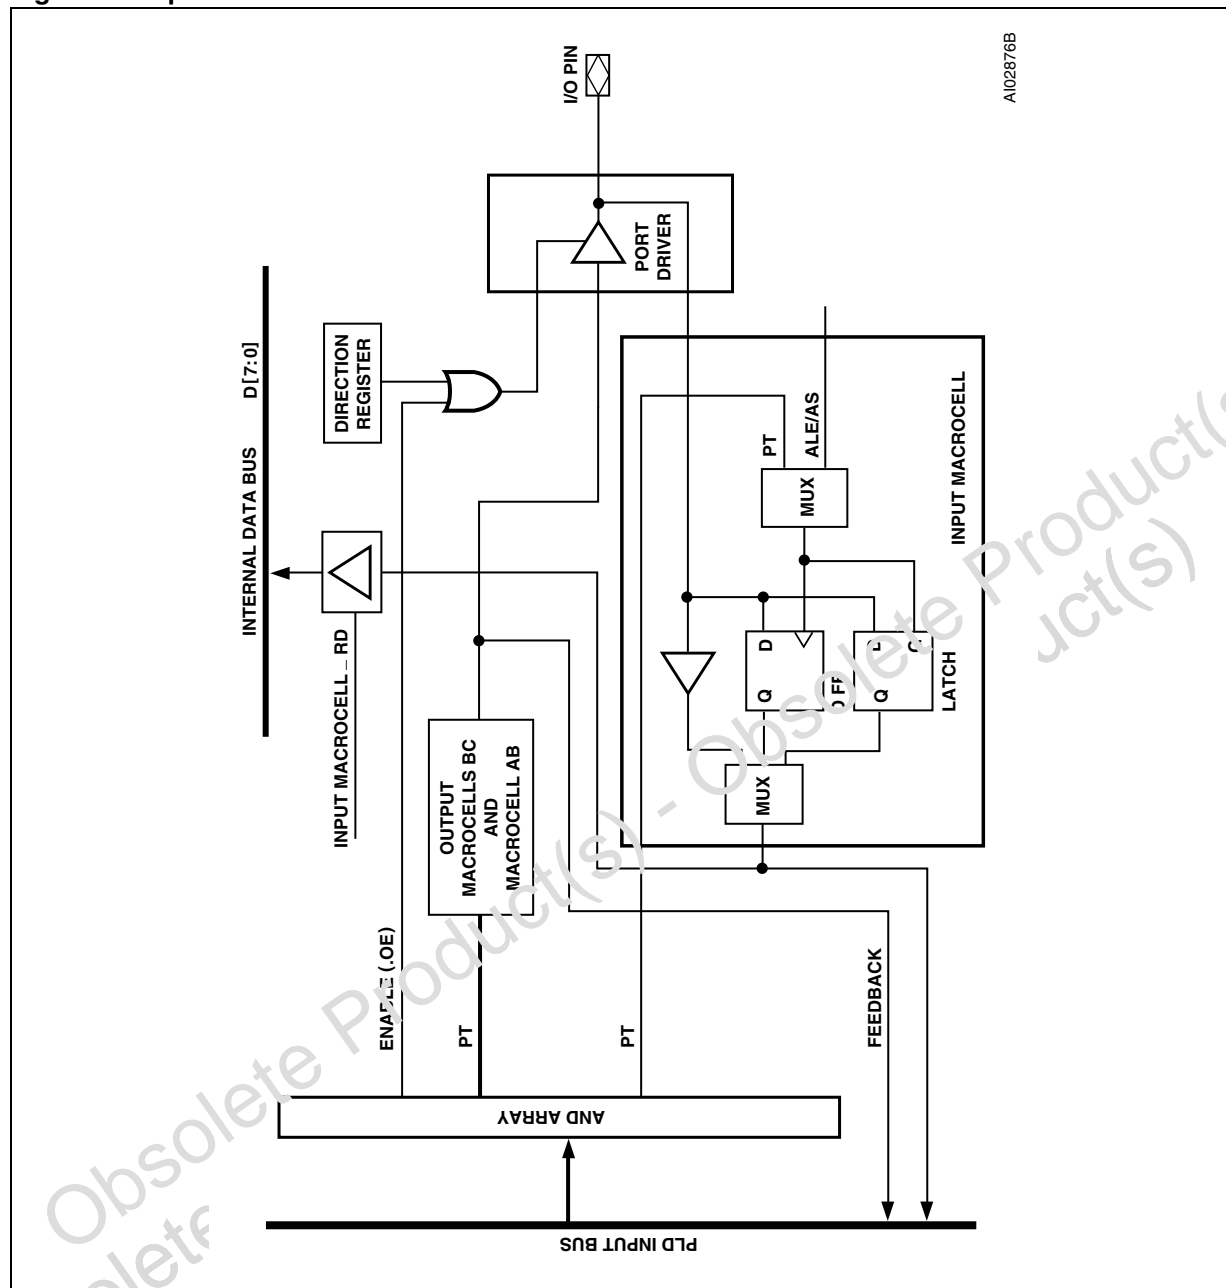 AI02876B
I/O PIN
PORT
DRIVER
INTERNAL DATA BUS D[7:0]
DIRECTION
REGISTER
INPUT MACROCELL _ RD
OUTPUT
MACROCELLS BC
AND
MACROCELL AB
INPUT MACROCELL
PT
ALE/AS
MUX
D
Q
Q
LATCH
MUX
ENABLE (.OE)
PT
PT
FEEDBACK
AND ARRAY
PLD INPUT BUS
Obsolete Product(s) - Obsolete Product(s)